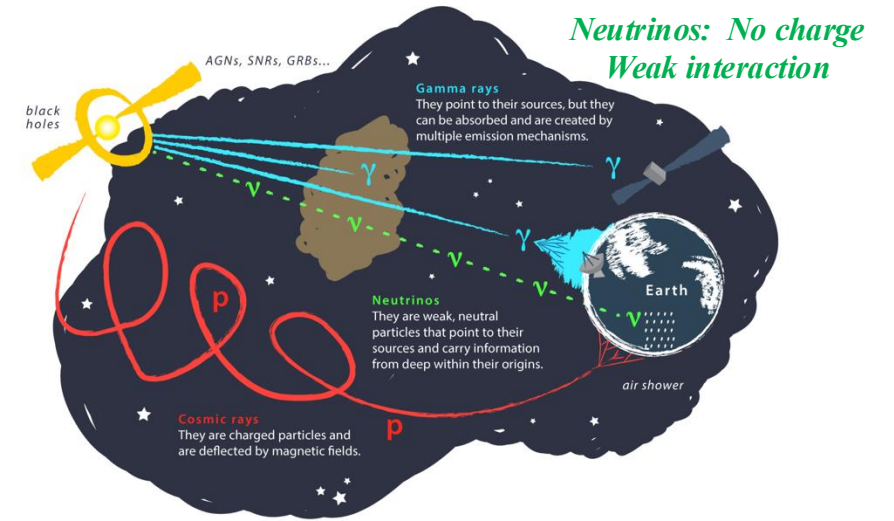 Neutrinos: No charge
Weak interaction
AGNs, SNRs, GRBs...
black
holes
Gamma rays
They point to their sources, but they
can be absorbed and are created by
multiple emission mechanisms.
γ
γ
ν
ν
γ
ν
ν
Earth
ν
p
Neutrinos
They are weak, neutral
particles that point to their
sources and carry information
from deep within their origins.
air shower
Cosmic rays
They are charged particles and
are deflected by magnetic fields.
p